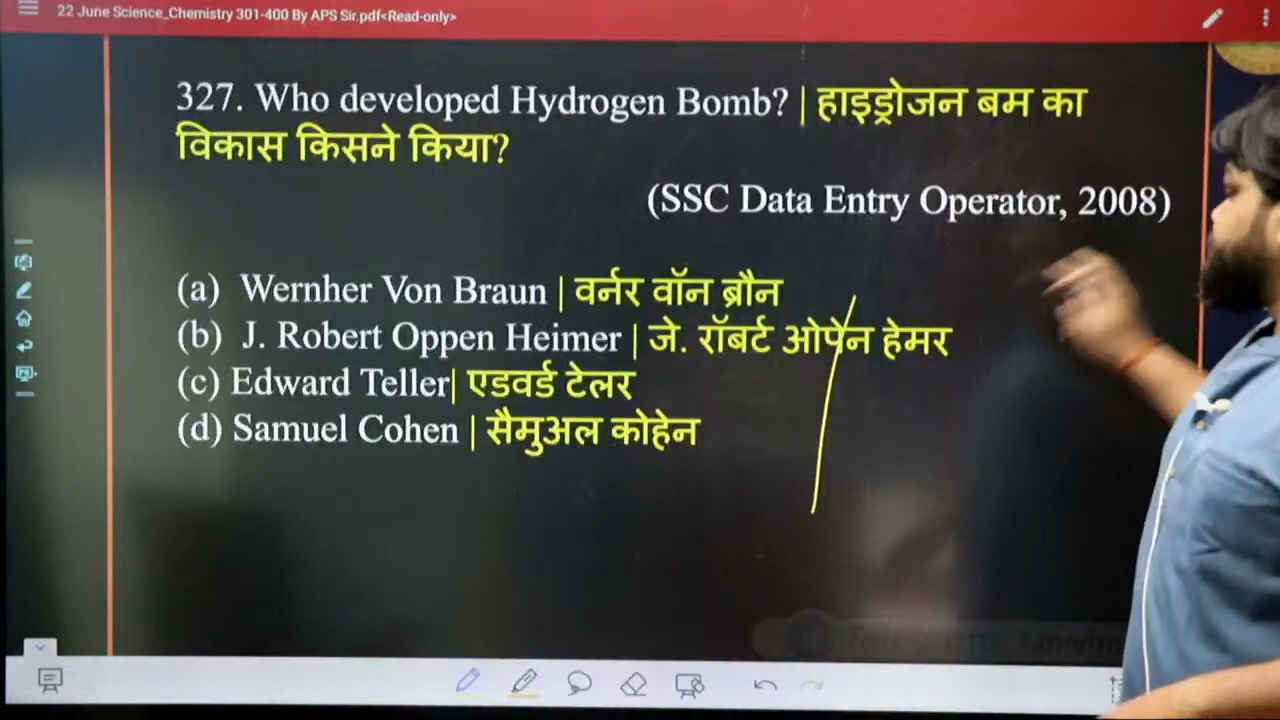 22 June Science_Chemistry 301-400 By APS Sir.pdf<Read-only>
327. Who developed Hydrogen Bomb? | हाइड्रोजन बम का
विकास किसने किया?
(SSC Data Entry Operator, 2008)
(a) Wernher Von Braun | वर्नर वॉन ब्रौन
(b) J. Robert Oppen Heimer | जे. रॉबर्ट ओपेन हेमर
(c) Edward Teller| एडवर्ड टेलर
(d) Samuel Cohen | सैमुअल कोहेन